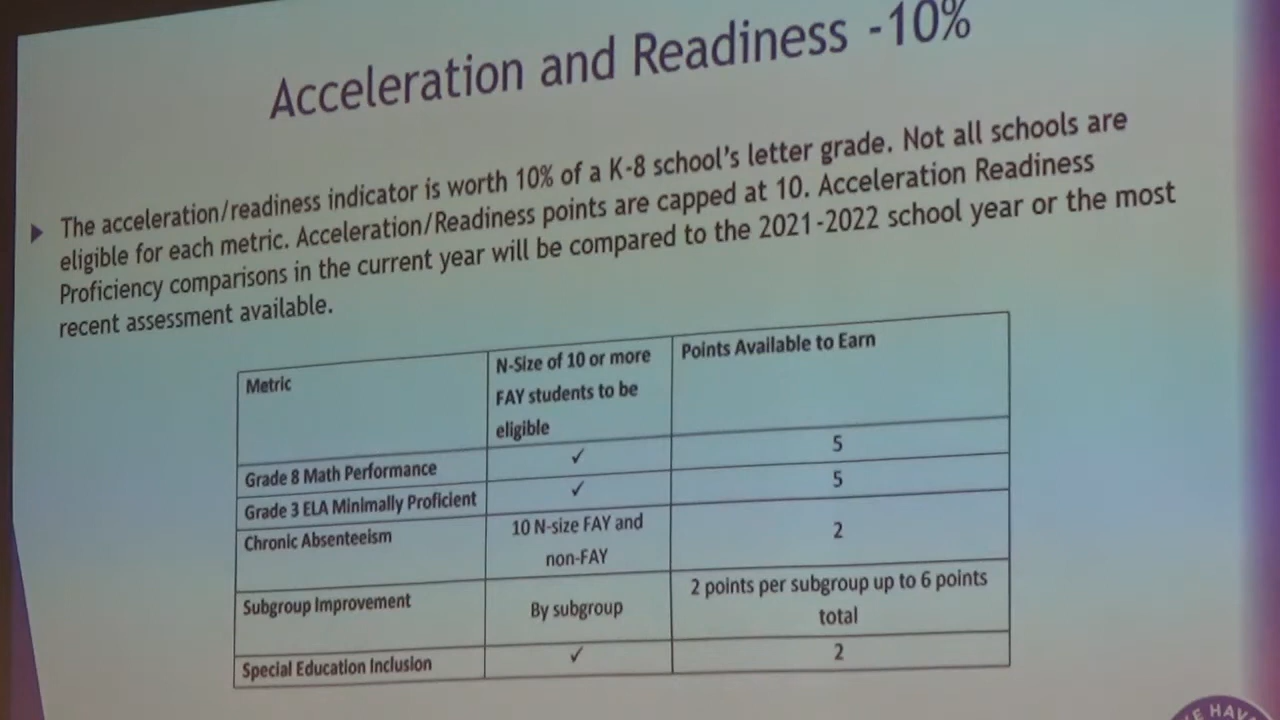 Acceleration and Readiness -10%
The acceleration/readiness indicator is worth 10% of a K-8 school's letter grade. Not all schools are
eligible for each metric. Acceleration/Readiness points are capped at 10. Acceleration Readiness
Proficiency comparisons in the current year will be compared to the 2021-2022 school year or the most
recent assessment available.
Metric
N-Size of 10 or more
FAY students to be
eligible
Points Available to Earn
Grade 8 Math Performance
✓
5
Grade 3 ELA Minimally Proficient
✓
5
Chronic Absenteeism
10 N-size FAY and
non-FAY
2
Subgroup Improvement
By subgroup
2 points per subgroup up to 6 points
total
Special Education Inclusion
✓
2